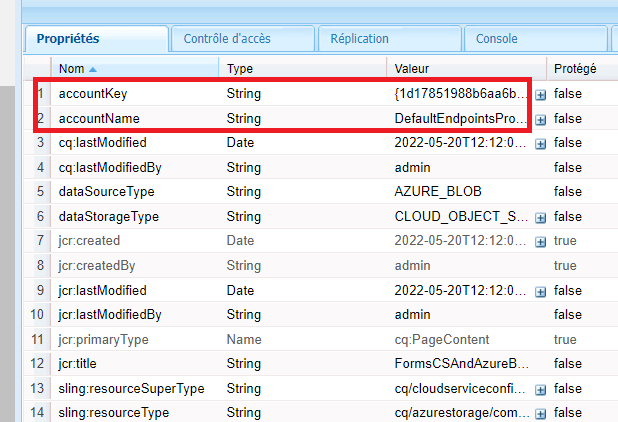 Propriétés Contrôle d'accès Réplication Console
Nom Type Valeur Protégé
1 accountKey String {1d17851988b6aa6b... false
2 accountName String DefaultEndpointsPro... false
3 cq:lastModified Date 2022-05-20T12:12:0... false
4 cq:lastModifiedBy String admin false
5 dataSourceType String AZURE_BLOB false
6 dataStorageType String CLOUD_OBJECT_S... false
7 jcr:created Date 2022-05-20T12:12:0... true
8 jcr:createdBy String admin true
9 jcr:lastModified Date 2022-05-20T12:12:0... false
10 jcr:lastModifiedBy String admin false
11 jcr:primaryType Name cq:PageContent true
12 jcr:title String FormsCSAndAzureB... false
13 sling:resourceSuperType String cq/cloudserviceconfi... false
14 sling:resourceType String cq/azurestorage/com... false